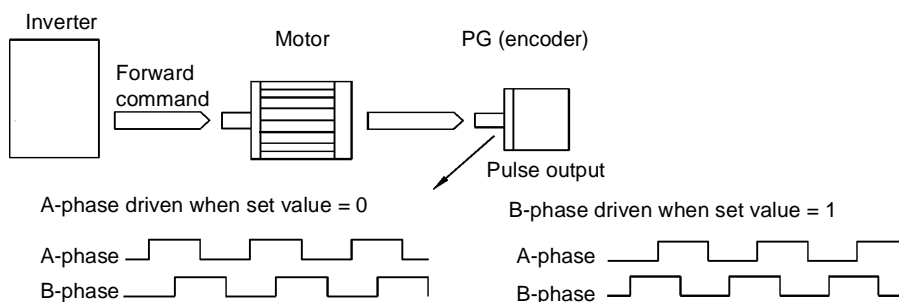 Inverter
Motor
PG (encoder)
Forward
command
Pulse output
A-phase driven when set value = 0
B-phase driven when set value = 1
A-phase
A-phase
B-phase
B-phase